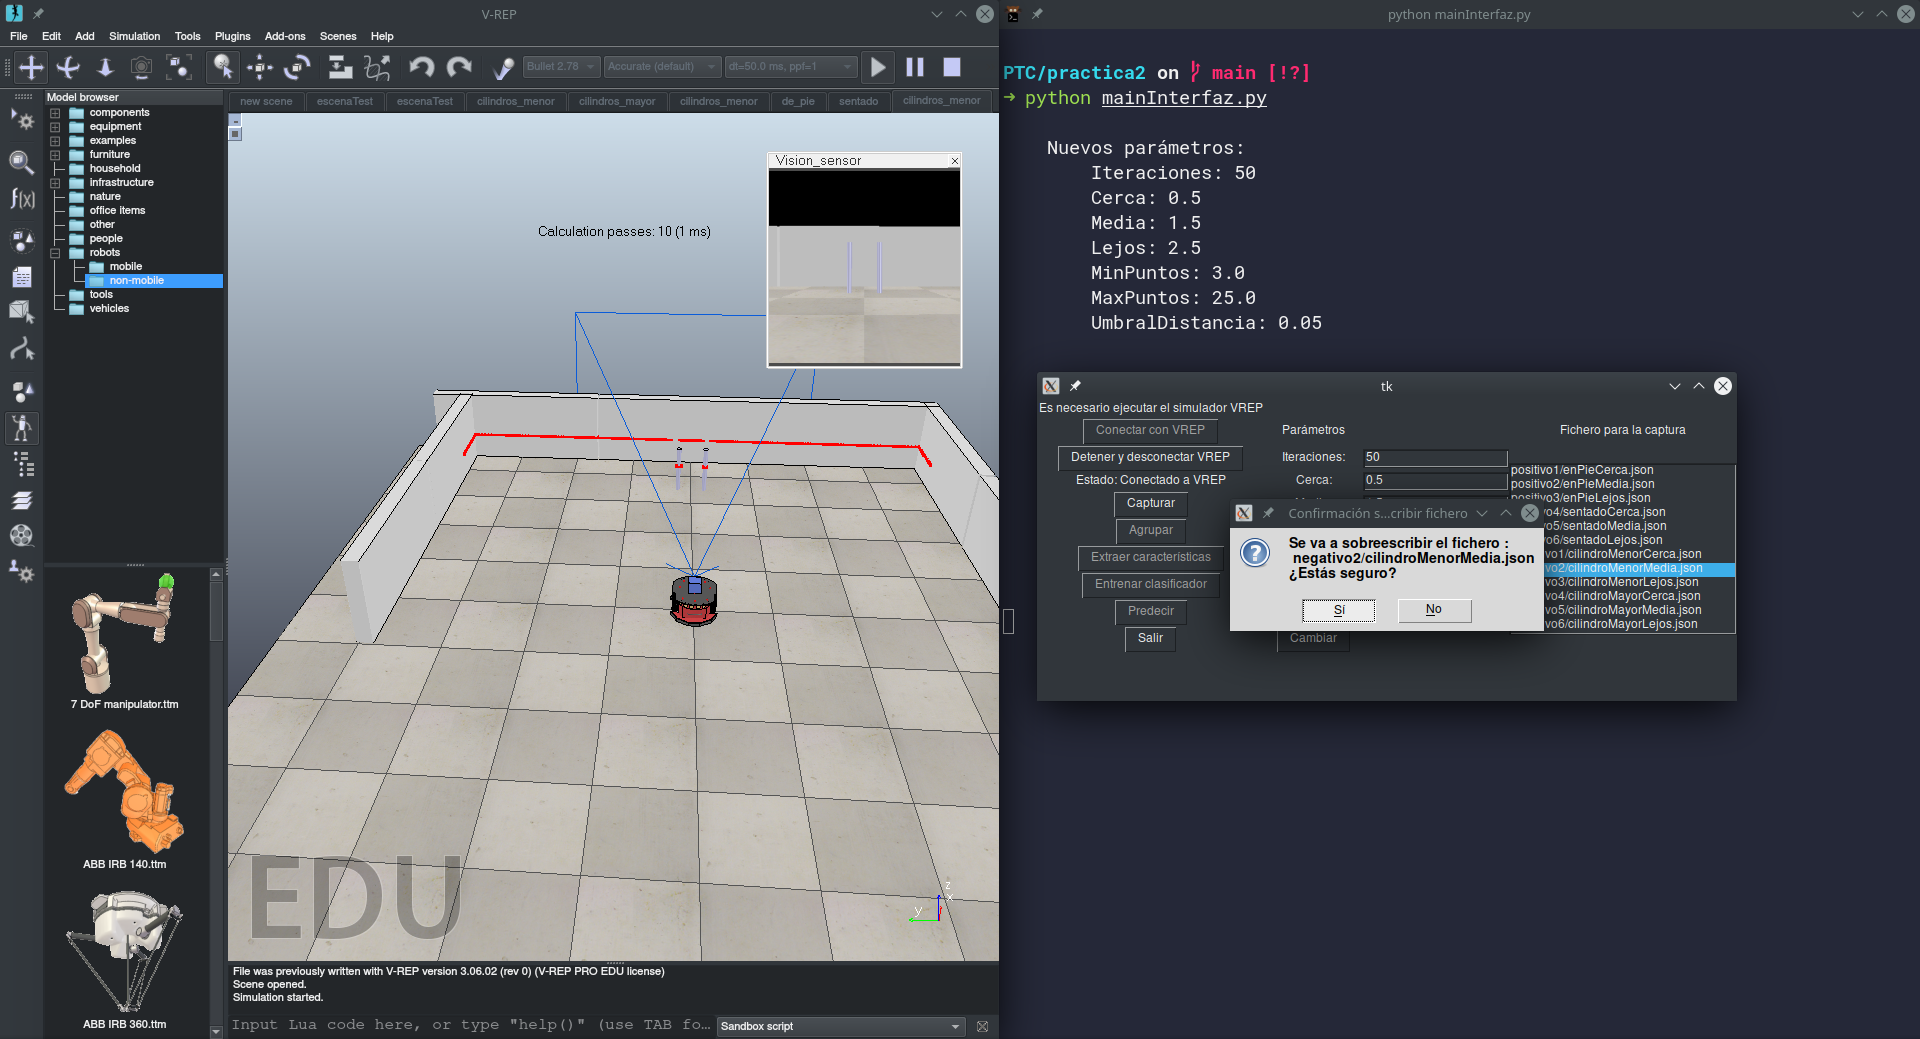 V-REP
File Edit Add Simulation Tools Plugins Add-ons Scenes Help
Bullet 2.78 Accurate (default) dt=50.0 ms, ppf=1
new scene escenaTest escenaTest cilindros_menor cilindros_mayor cilindros_menor de_pie sentado cilindros_menor
Model browser
components
equipment
examples
furniture
household
infrastructure
nature
office items
other
people
robots
mobile
non-mobile
tools
vehicles
7 DoF manipulator.ttm
ABB IRB 140.ttm
ABB IRB 360.ttm
f(x)
Calculation passes: 10 (1 ms)
Vision_sensor
EDU
z
x
y
File was previously written with V-REP version 3.06.02 (rev 0) (V-REP PRO EDU license)
Scene opened.
Simulation started.
Input Lua code here, or type "help()" (use TAB fo...
Sandbox script
python mainInterfaz.py
PTC/practica2 on main [!?]
➜ python mainInterfaz.py
Nuevos parámetros:
Iteraciones: 50
Cerca: 0.5
Media: 1.5
Lejos: 2.5
MinPuntos: 3.0
MaxPuntos: 25.0
UmbralDistancia: 0.05
tk
Es necesario ejecutar el simulador VREP
Conectar con VREP
Detener y desconectar VREP
Estado: Conectado a VREP
Capturar
Agrupar
Extraer características
Entrenar clasificador
Predecir
Salir
Parámetros
Iteraciones: 50
Cerca: 0.5
Cambiar
Fichero para la captura
positivo1/enPieCerca.json
positivo2/enPieMedia.json
positivo3/enPieLejos.json
vo4/sentadoCerca.json
vo5/sentadoMedia.json
vo6/sentadoLejos.json
vo1/cilindroMenorCerca.json
vo2/cilindroMenorMedia.json
vo3/cilindroMenorLejos.json
vo4/cilindroMayorCerca.json
vo5/cilindroMayorMedia.json
vo6/cilindroMayorLejos.json
Confirmación s...cribir fichero
Se va a sobreescribir el fichero :
negativo2/cilindroMenorMedia.json
¿Estás seguro?
Sí No